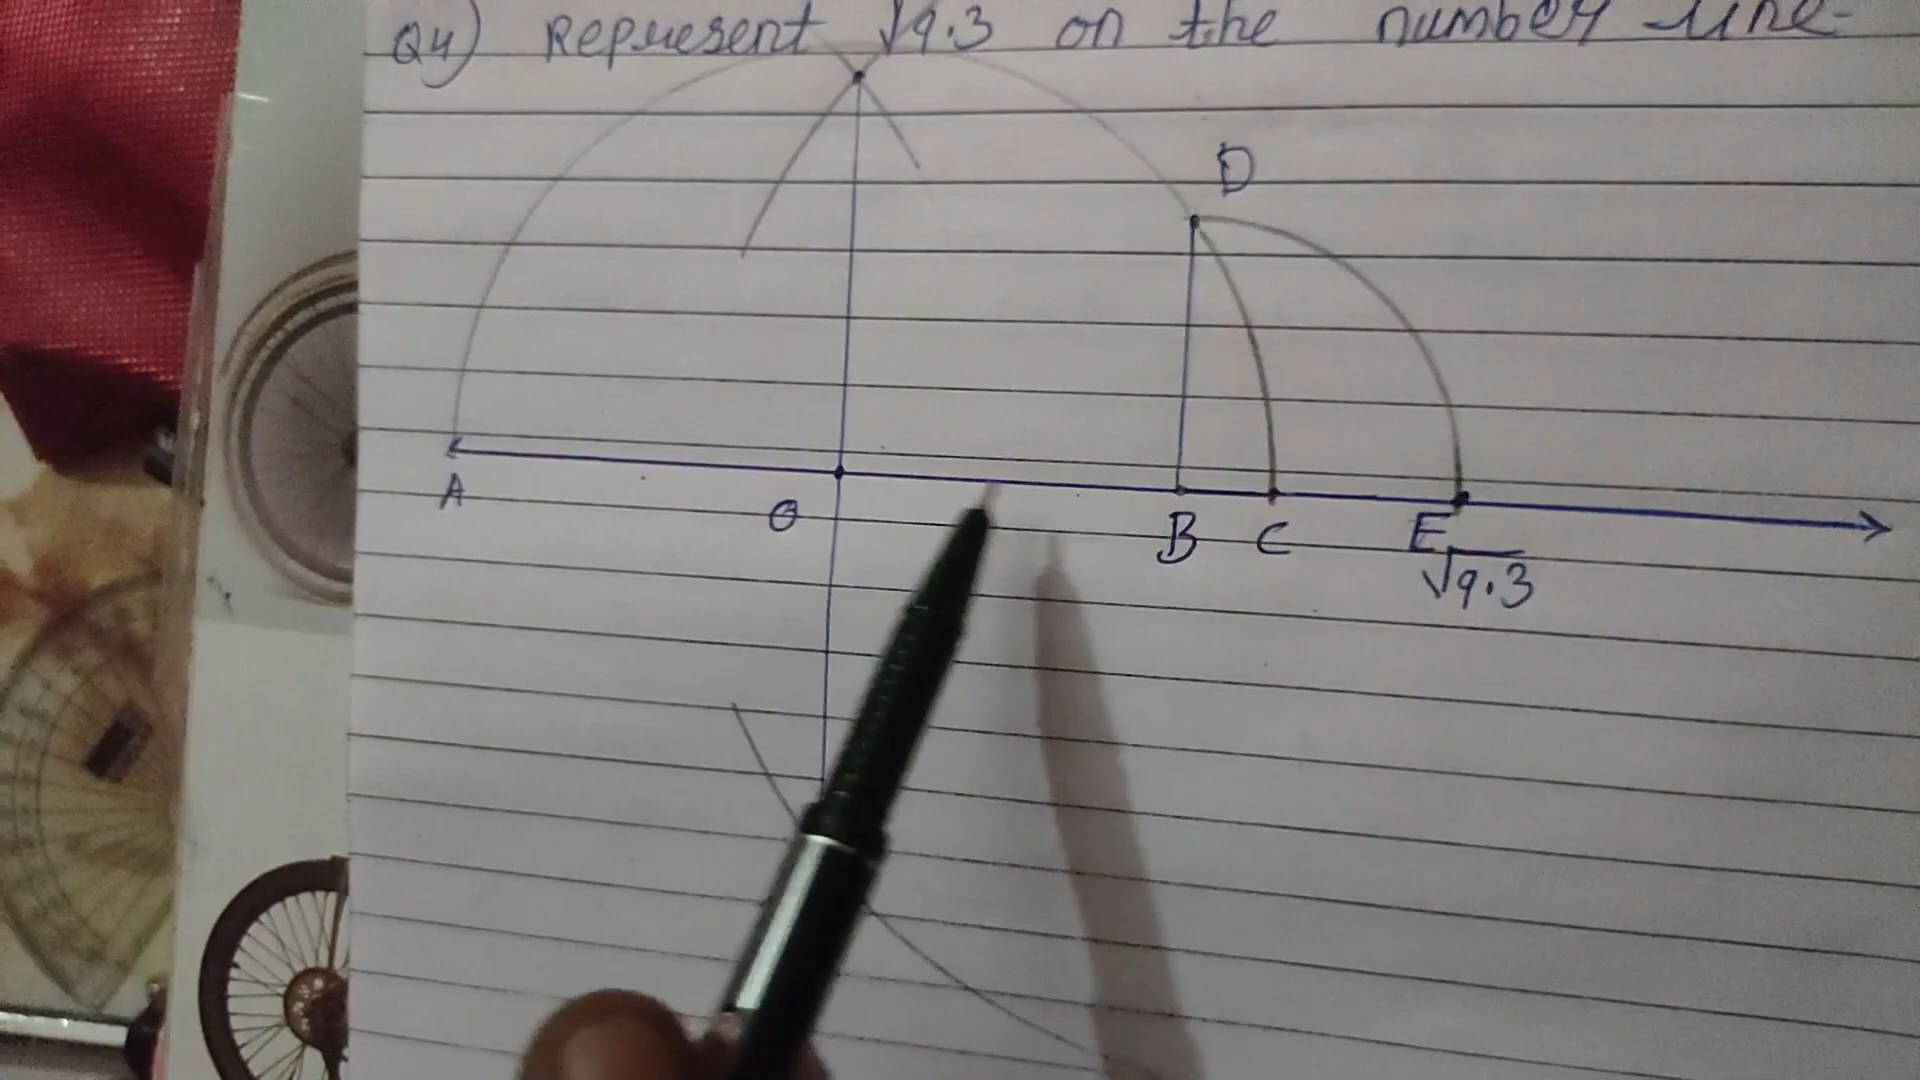 Q4) Represent √9.3 on the number line-
D
A O B C E
√9.3